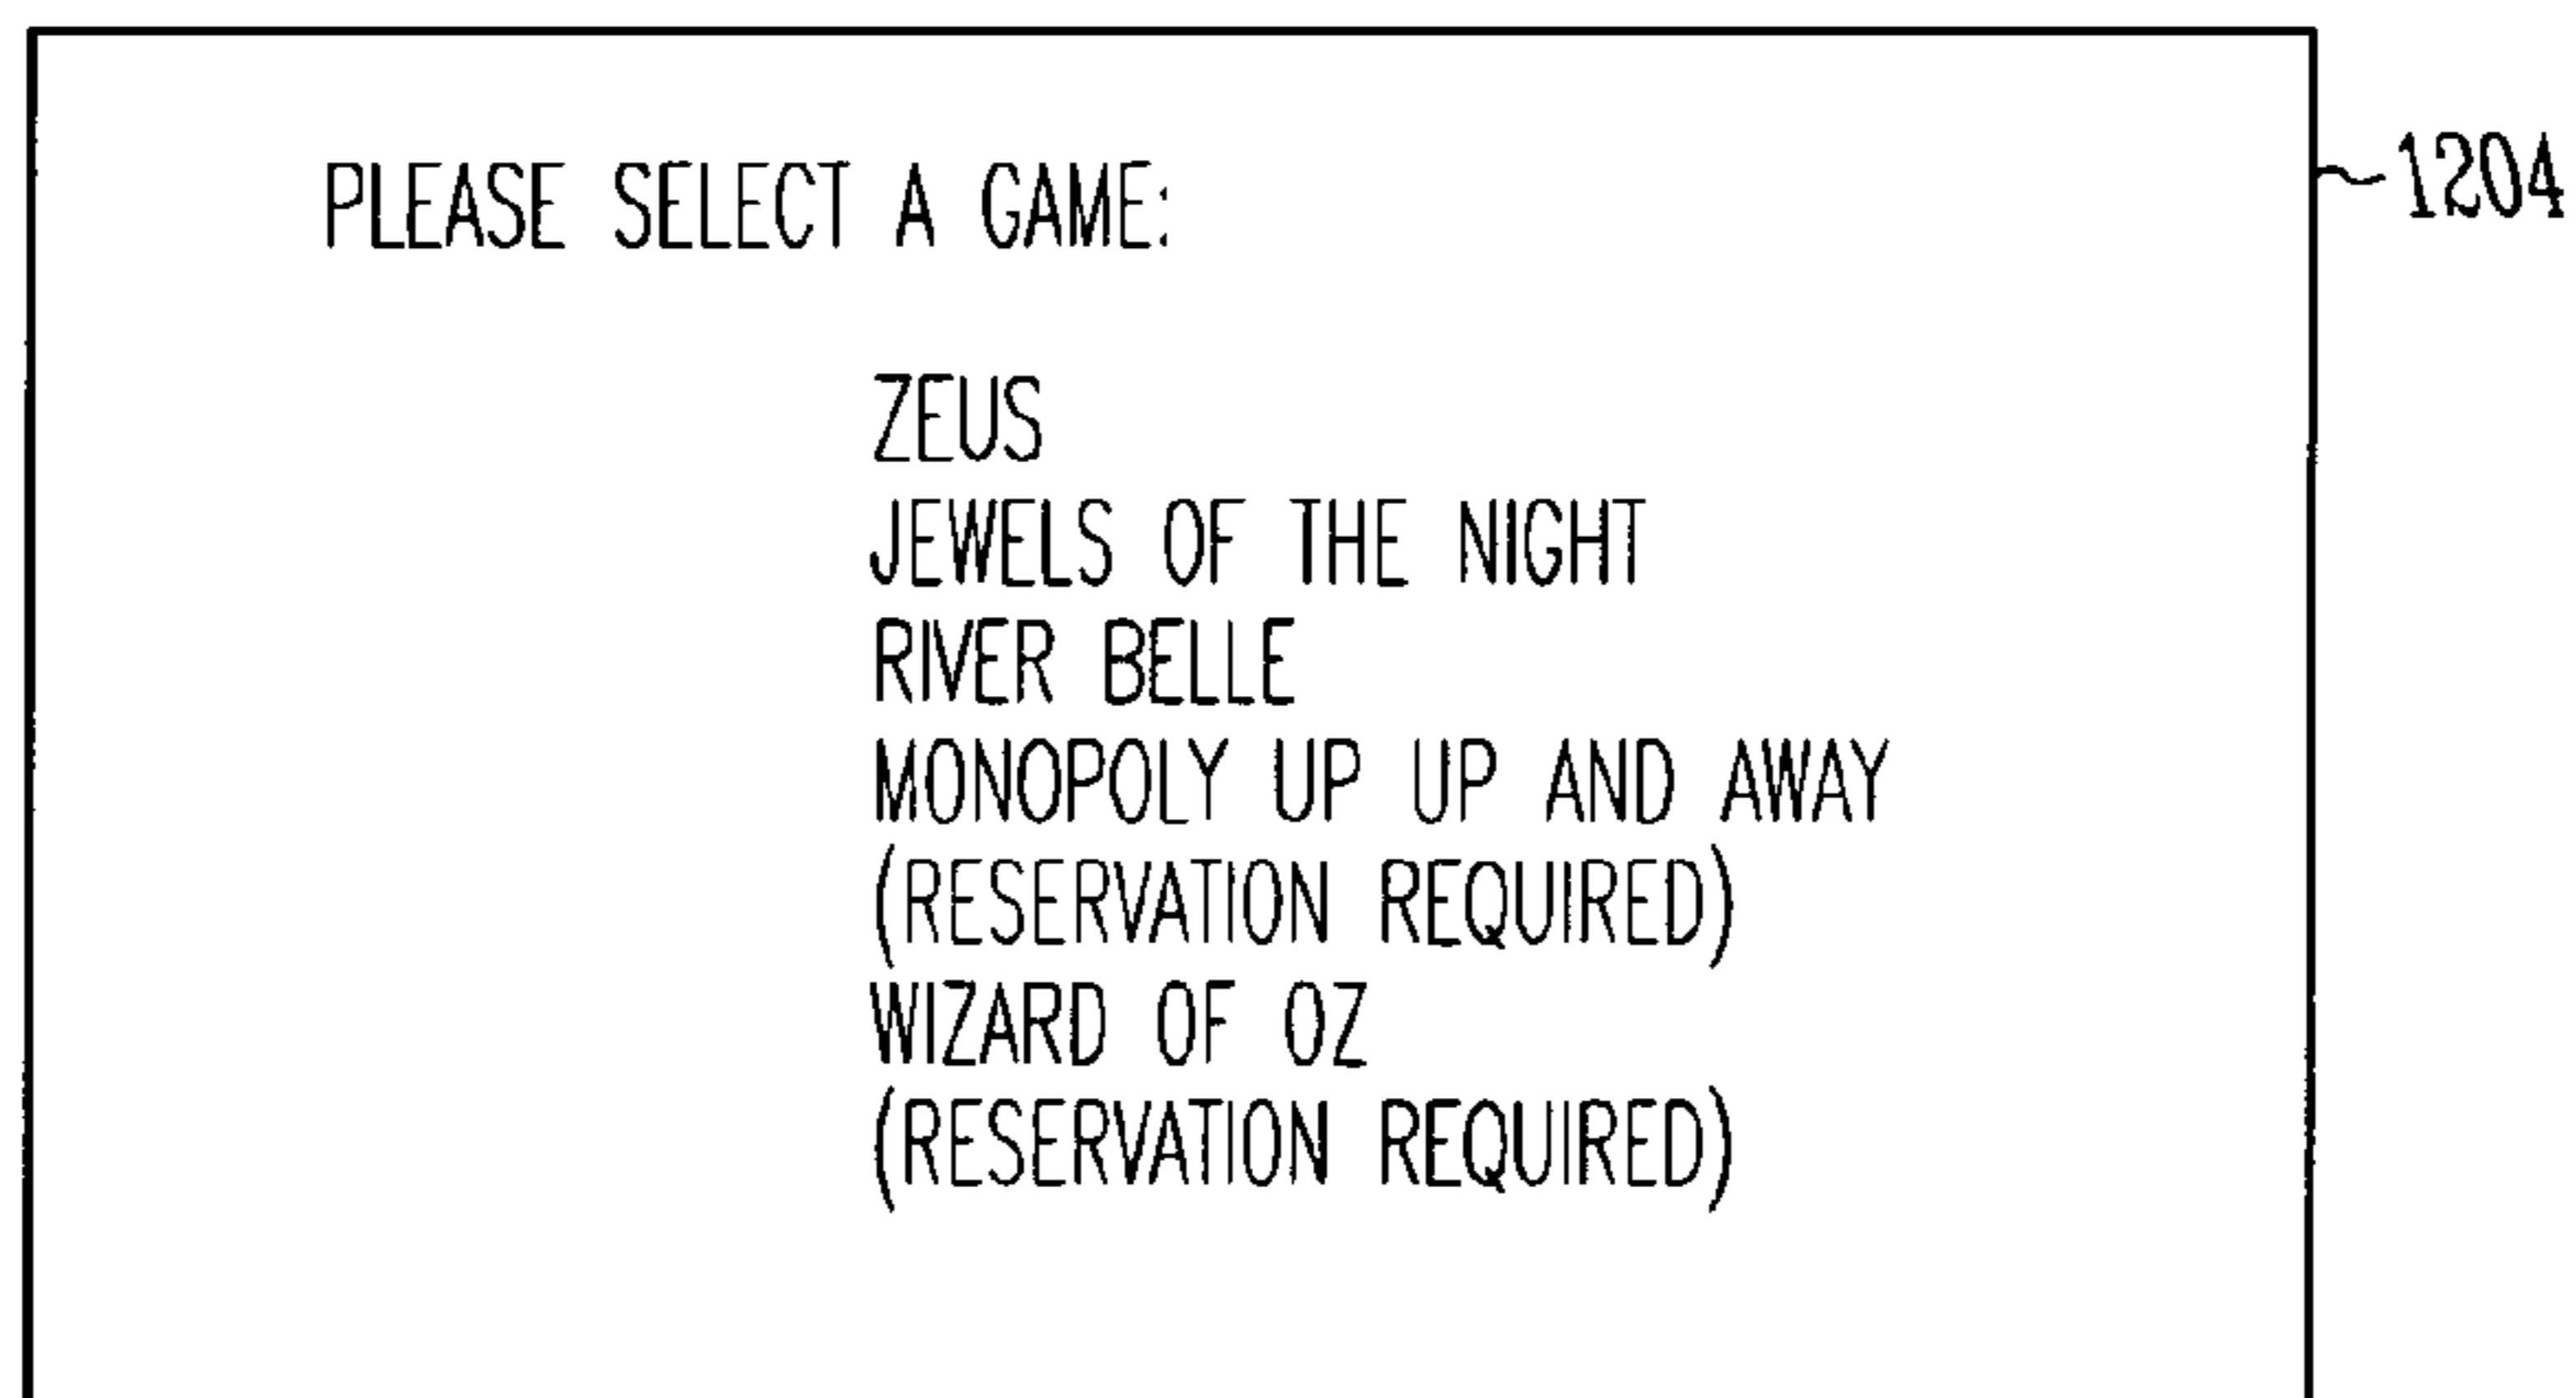 PLEASE SELECT A GAME:
1204
ZEUS
JEWELS OF THE NIGHT
RIVER BELLE
MONOPOLY UP UP AND AWAY
(RESERVATION REQUIRED)
WIZARD OF OZ
(RESERVATION REQUIRED)